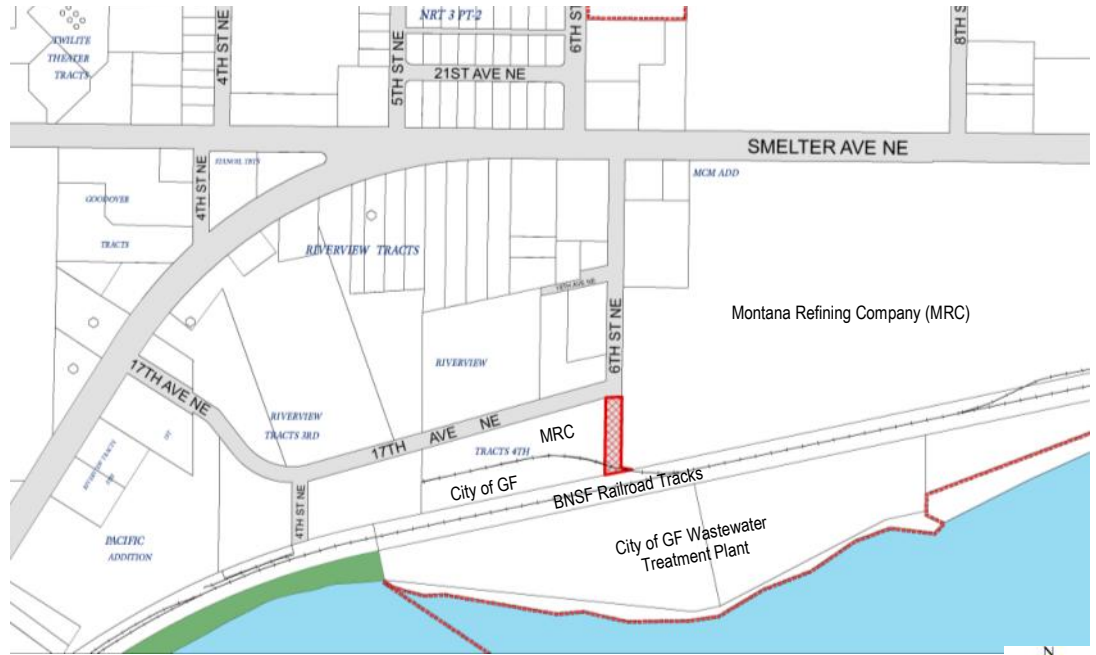 NRT 3 PT-2
TWILITE
THEATER
TRACTS
4TH ST NE
5TH ST NE
6TH ST
8TH S
21ST AVE NE
SMELTER AVE NE
4TH ST NE
GOODOVER
TRACTS
MCM ADD
RIVERVIEW TRACTS
6TH ST NE
Montana Refining Company (MRC)
17TH AVE NE
RIVERVIEW
RIVERVIEW
TRACTS 3RD
17TH AVE NE
TRACTS 4TH
MRC
City of GF
BNSF Railroad Tracks
4TH ST NE
City of GF Wastewater
Treatment Plant
RIVERVIEW TRACTS
1ST
PACIFIC
ADDITION
N